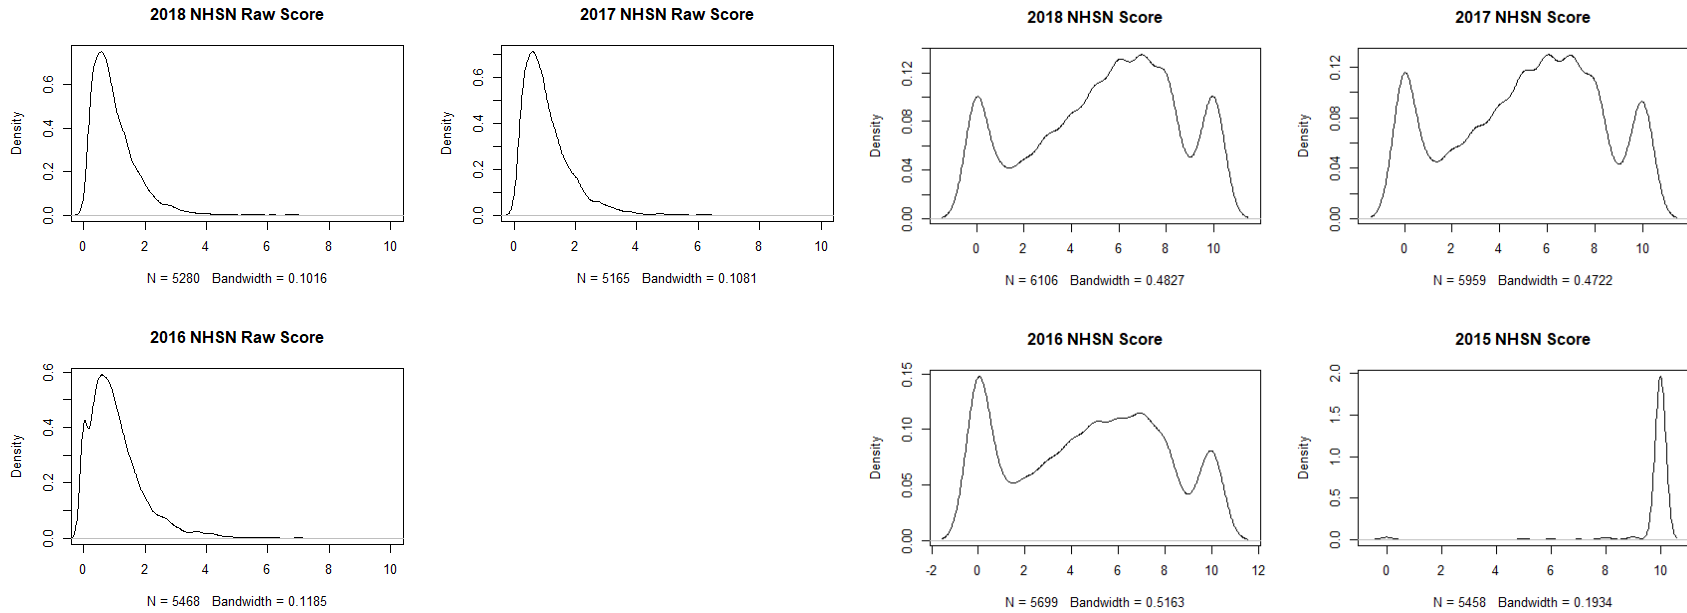 2018 NHSN Raw Score
Density
0.0 0.2 0.4 0.6
0 2 4 6 8 10
N = 5280 Bandwidth = 0.1016
2017 NHSN Raw Score
Density
0.0 0.2 0.4 0.6
0 2 4 6 8 10
N = 5165 Bandwidth = 0.1081
2018 NHSN Score
Density
0.00 0.04 0.08 0.12
0 2 4 6 8 10 12
N = 6106 Bandwidth = 0.4827
2017 NHSN Score
Density
0.00 0.04 0.08 0.12
0 2 4 6 8 10
N = 5959 Bandwidth = 0.4722
2016 NHSN Raw Score
Density
0.0 0.2 0.4 0.6
0 2 4 6 8 10
N = 5468 Bandwidth = 0.1185
2016 NHSN Score
Density
0.00 0.05 0.10 0.15
-2 0 2 4 6 8 10 12
N = 5699 Bandwidth = 0.5163
2015 NHSN Score
Density
0.0 0.5 1.0 1.5 2.0
0 2 4 6 8 10
N = 5458 Bandwidth = 0.1934